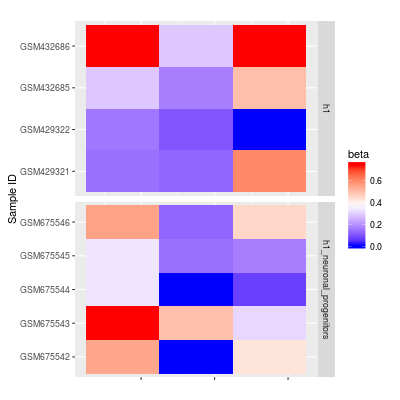 Sample ID
GSM432686
GSM432685
GSM429322
GSM429321
h1
GSM675546
GSM675545
GSM675544
GSM675543
GSM675542
h1_neuronal_progenitors
beta
0.6
0.4
0.2
0.0